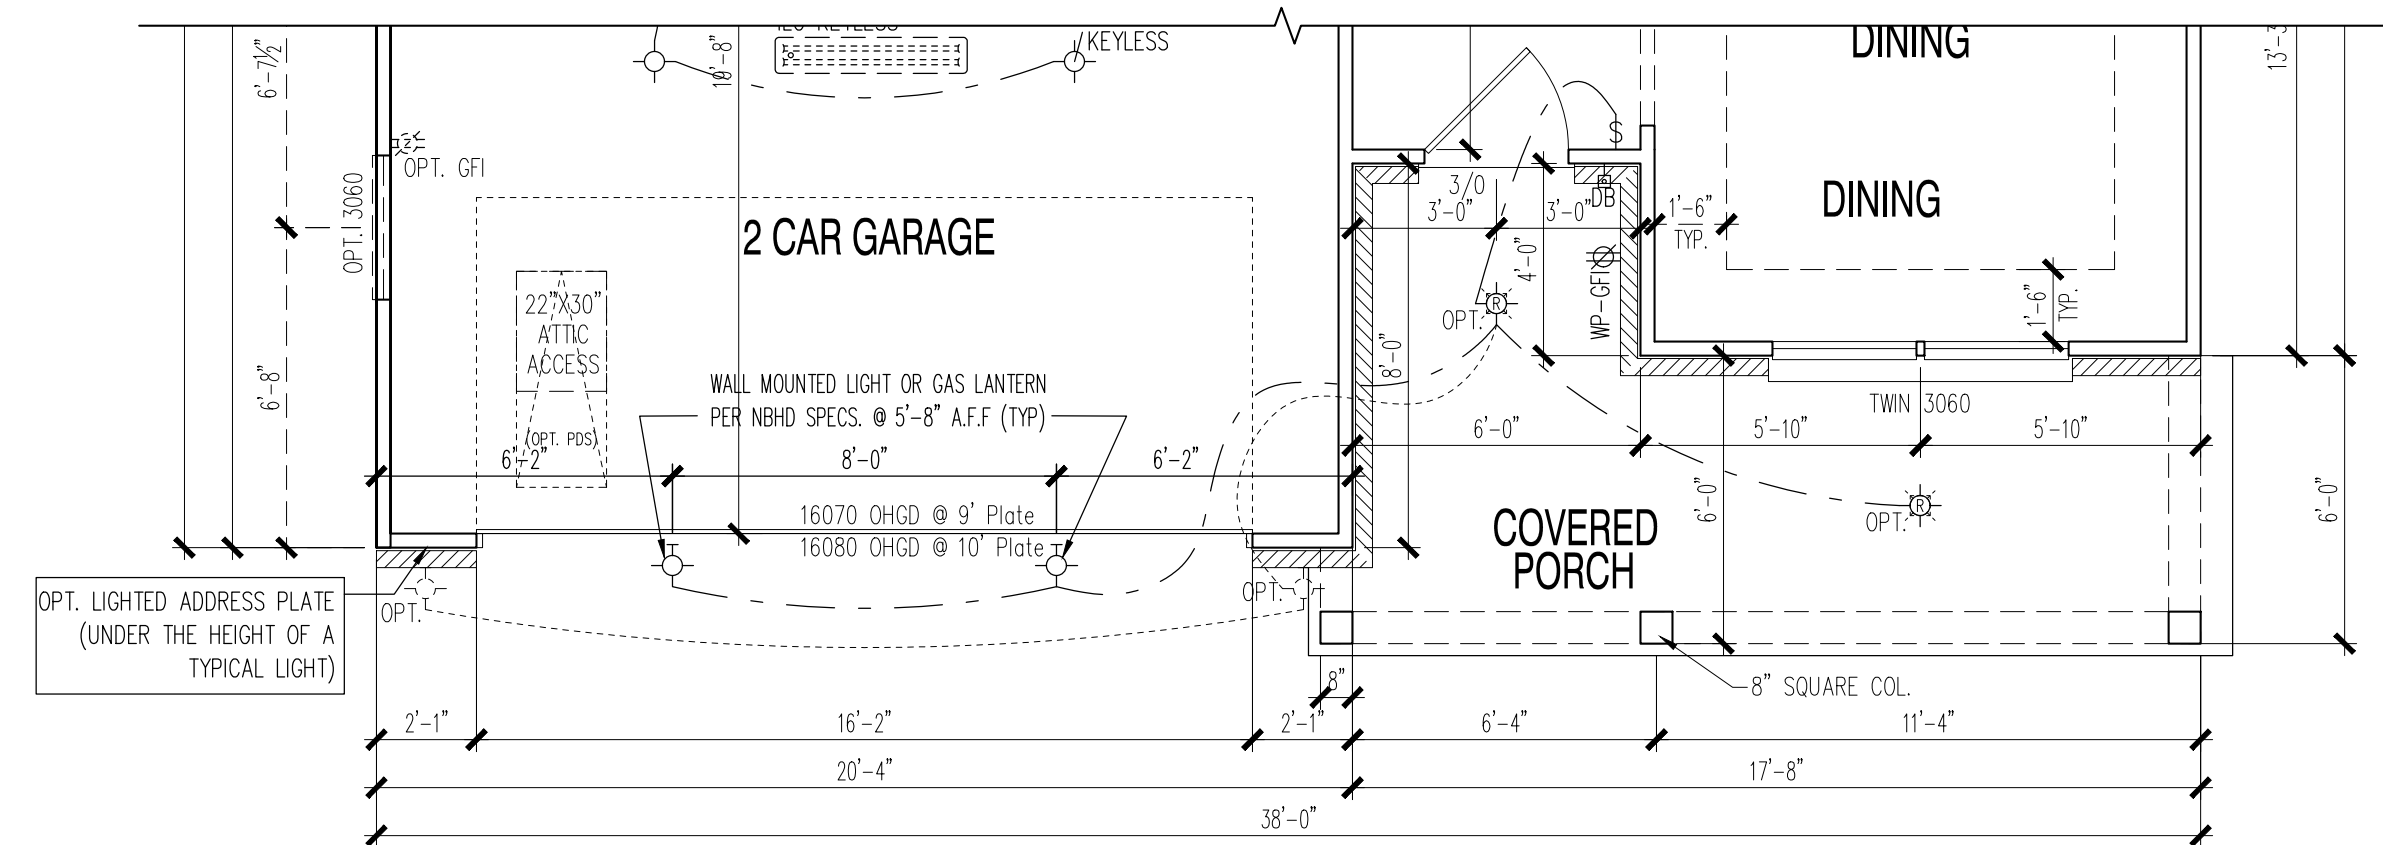 KEYLESS
DINING
6'-7½"
19'-8"
OPT. GFI
OPT. 3060
2 CAR GARAGE
S
3/0
DB
3'-0"
3'-0"
1'-6"
TYP.
DINING
4'-0"
WP-GFI
OPT.
1'-6"
TYP.
22"X30"
ATTIC
ACCESS
(OPT. PDS)
6'-8"
WALL MOUNTED LIGHT OR GAS LANTERN
PER NBHD SPECS. @ 5'-8" A.F.F (TYP)
8'-0"
TWIN 3060
6'-2"
8'-0"
6'-2"
6'-0"
5'-10"
5'-10"
16070 OHGD @ 9' Plate
16080 OHGD @ 10' Plate
COVERED
PORCH
6'-0"
OPT.
6'-0"
OPT. LIGHTED ADDRESS PLATE
(UNDER THE HEIGHT OF A
TYPICAL LIGHT)
OPT.
OPT.
8"
8" SQUARE COL.
2'-1"
16'-2"
2'-1"
6'-4"
11'-4"
20'-4"
17'-8"
38'-0"
R
R